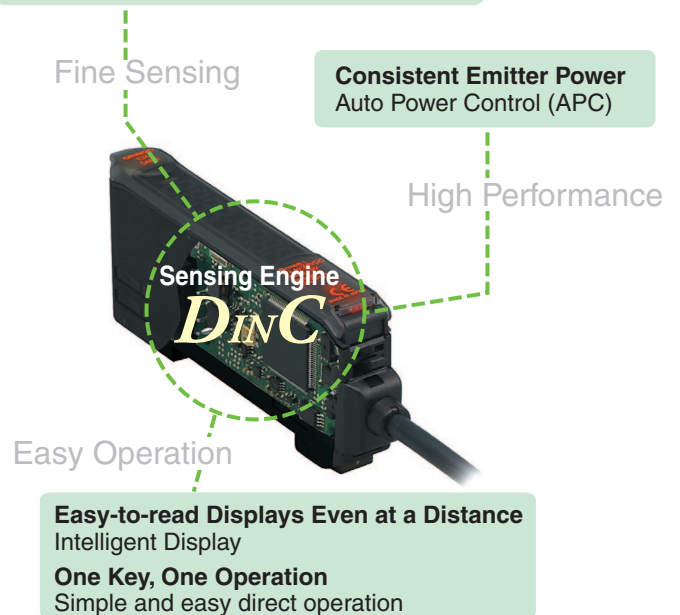 Fine Sensing
Consistent Emitter Power
Auto Power Control (APC)
High Performance
Sensing Engine
DINC
Easy Operation
Easy-to-read Displays Even at a Distance
Intelligent Display
One Key, One Operation
Simple and easy direct operation